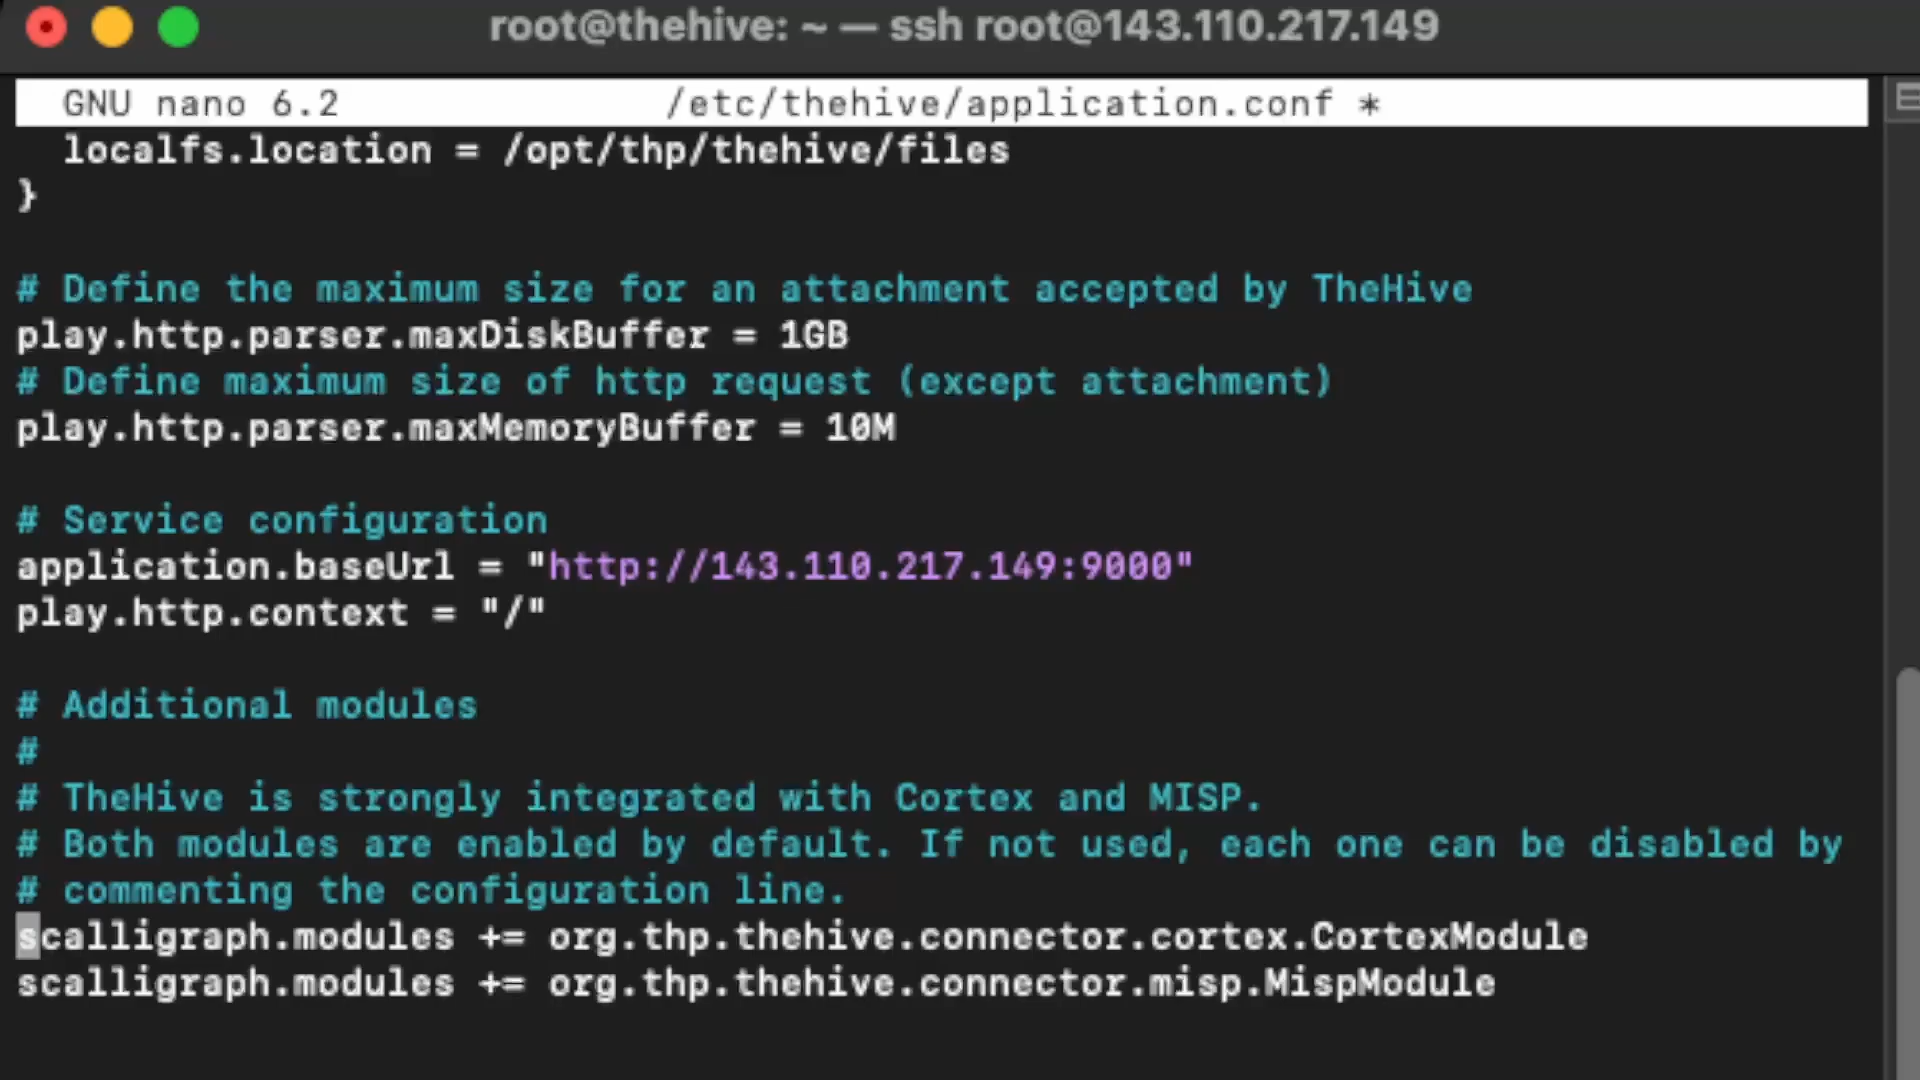 root@thehive: ~ — ssh root@143.110.217.149
GNU nano 6.2 /etc/thehive/application.conf *
localfs.location = /opt/thp/thehive/files
}
# Define the maximum size for an attachment accepted by TheHive
play.http.parser.maxDiskBuffer = 1GB
# Define maximum size of http request (except attachment)
play.http.parser.maxMemoryBuffer = 10M
# Service configuration
application.baseUrl = "http://143.110.217.149:9000"
play.http.context = "/"
# Additional modules
#
# TheHive is strongly integrated with Cortex and MISP.
# Both modules are enabled by default. If not used, each one can be disabled by
# commenting the configuration line.
scalligraph.modules += org.thp.thehive.connector.cortex.CortexModule
scalligraph.modules += org.thp.thehive.connector.misp.MispModule